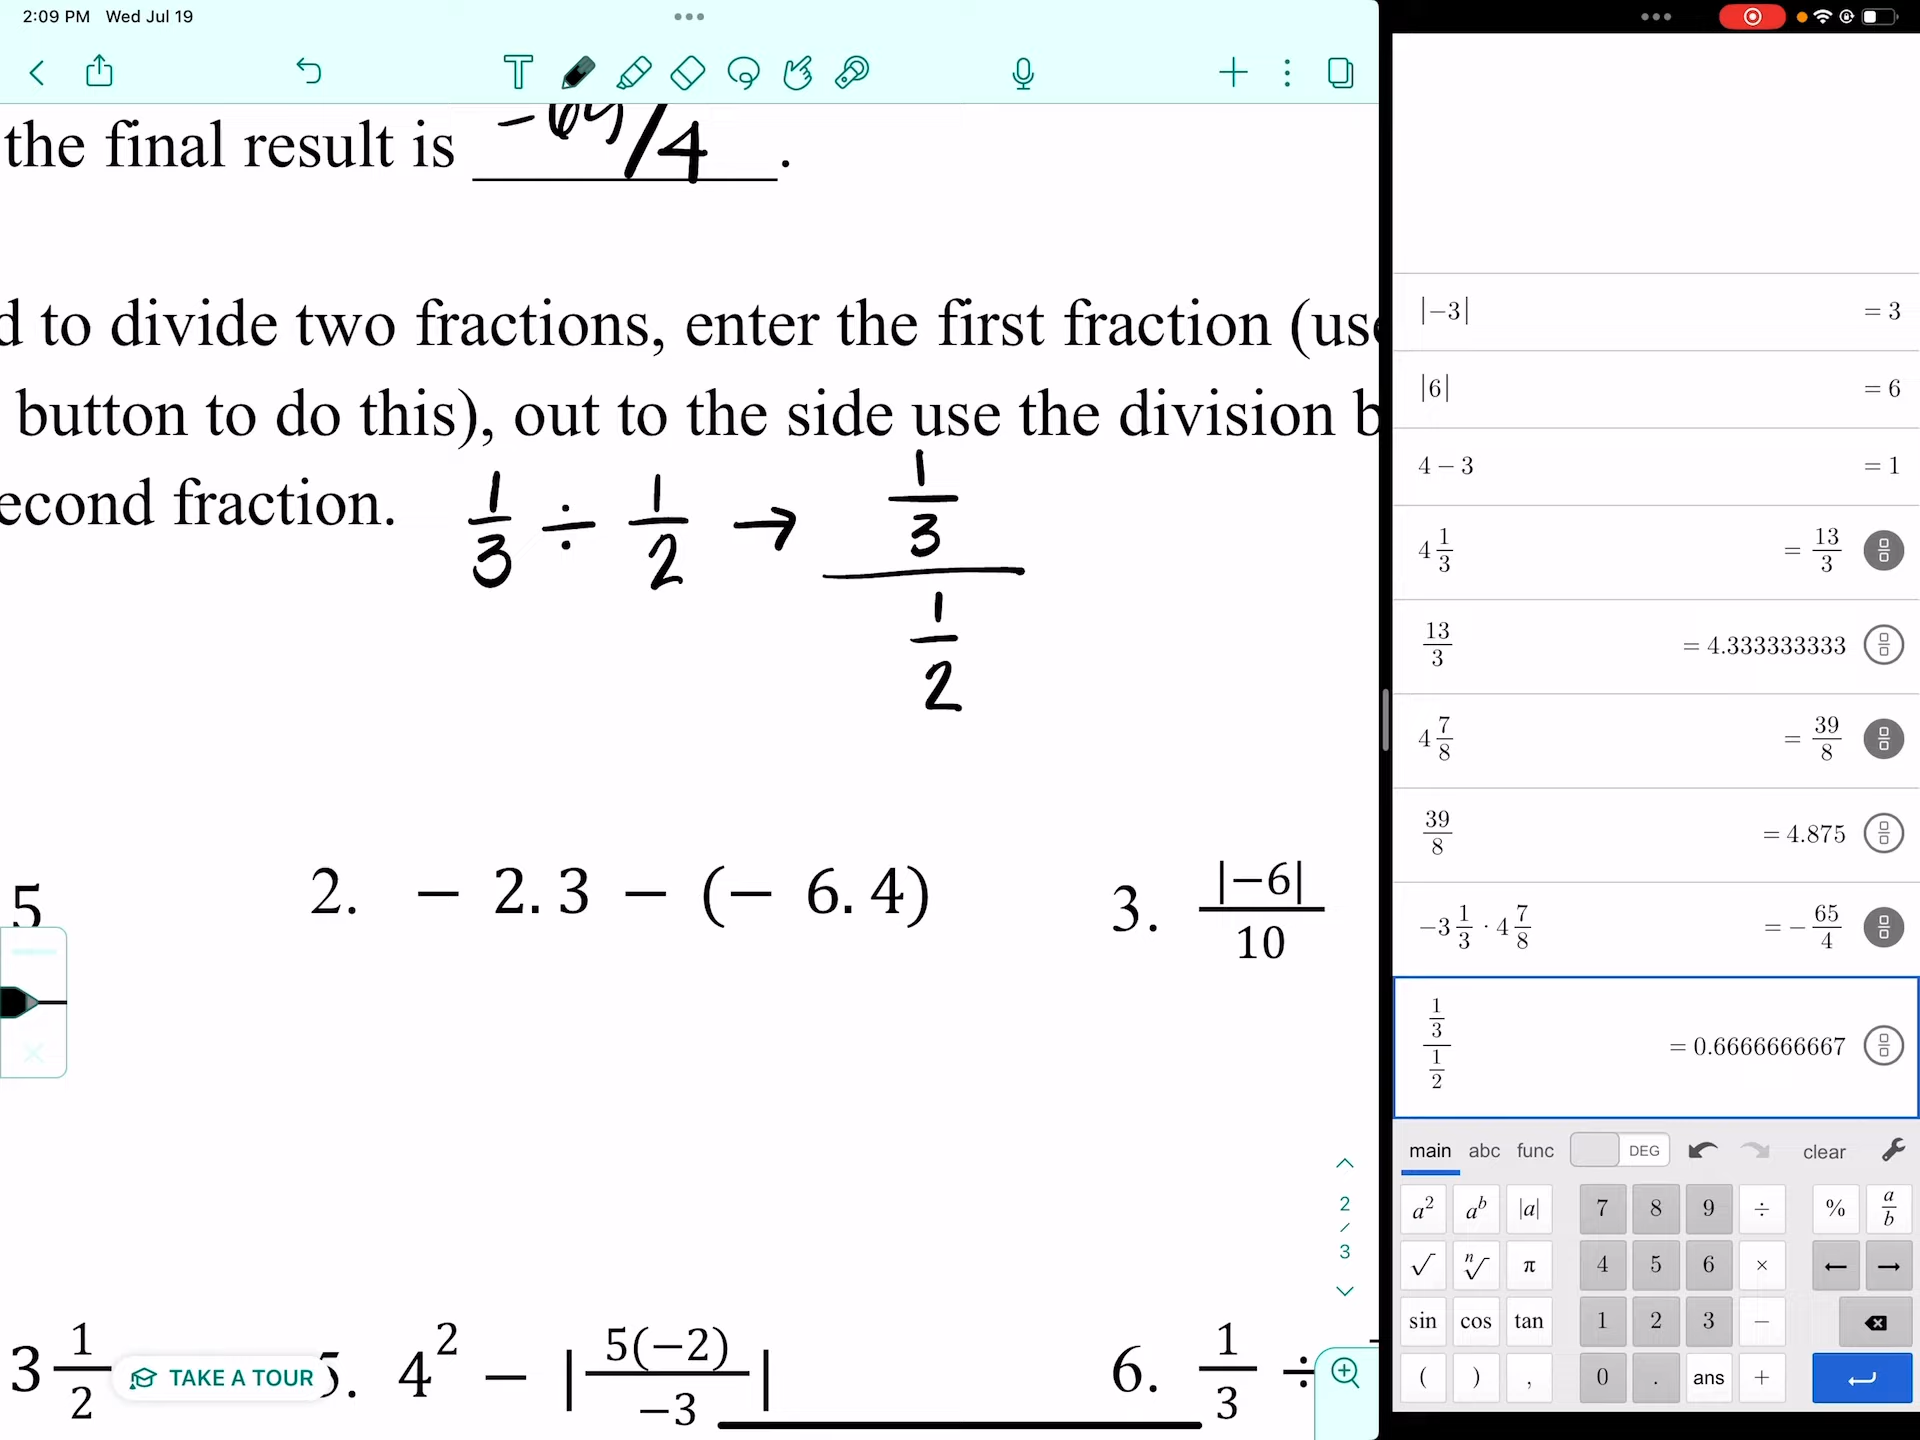 2:09 PM Wed Jul 19
the final result is /4 .
d to divide two fractions, enter the first fraction (use
button to do this), out to the side use the division b
econd fraction. 1/3 ÷ 1/2 → 1/3 / 1/2
5
2. − 2.3 − (− 6.4)
3. |−6|/10
3 1/2
5. 4² − |5(−2)/−3|
6. 1/3 ÷
TAKE A TOUR
2
/
3
|−3| = 3
|6| = 6
4 − 3 = 1
4 1/3 = 13/3
13/3 = 4.333333333
4 7/8 = 39/8
39/8 = 4.875
−3 1/3 · 4 7/8 = − 65/4
1/3 / 1/2 = 0.6666666667
main abc func DEG clear
a² aᵇ |a| 7 8 9 ÷ % a/b
√ ⁿ√ π 4 5 6 × ← →
sin cos tan 1 2 3 −
( ) , 0 . ans +